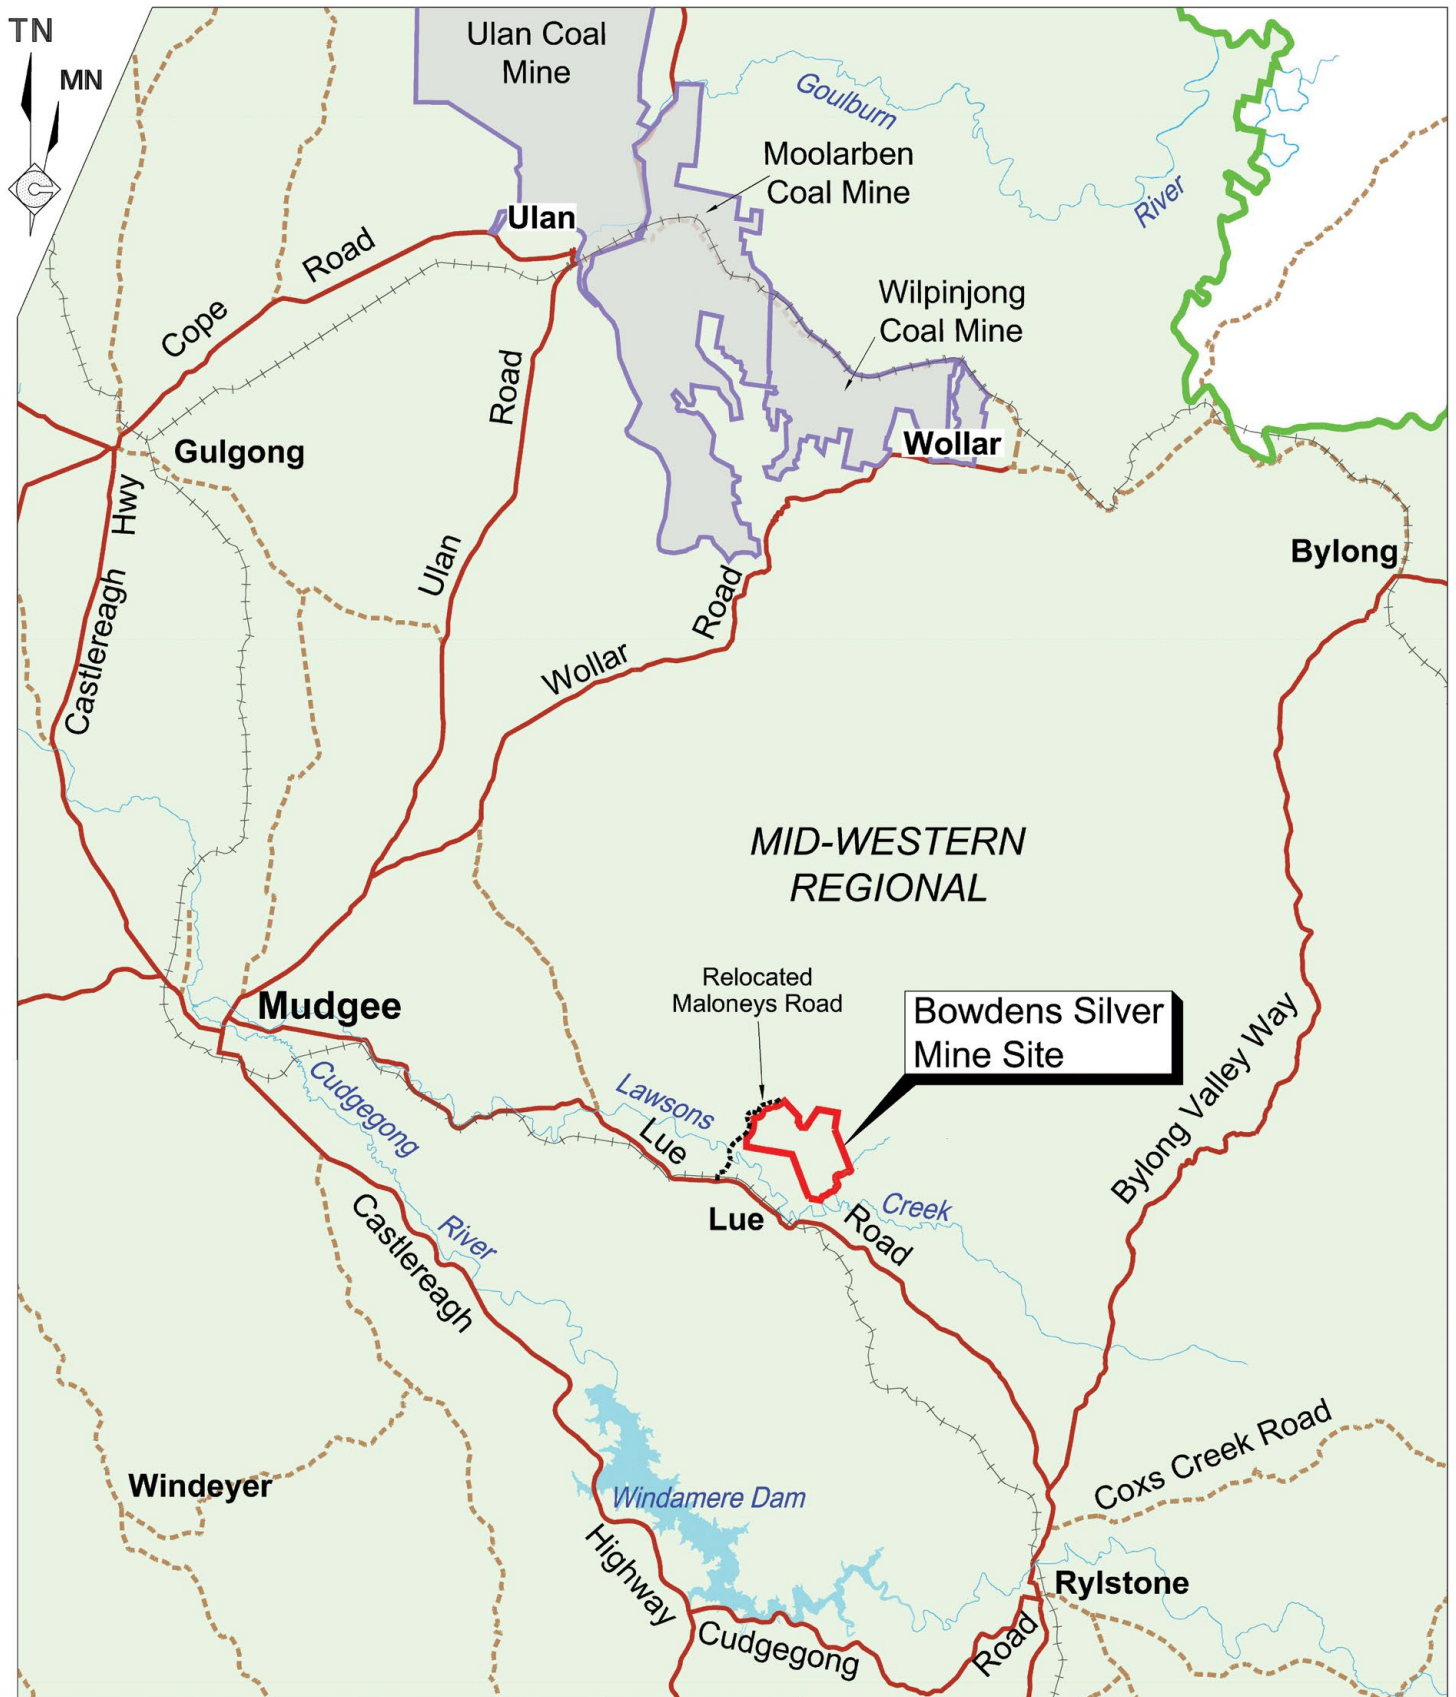 TN
MN
Ulan Coal
Mine
Goulburn
River
Moolarben
Coal Mine
Ulan
Cope
Road
Wilpinjong
Coal Mine
Ulan
Road
Wollar
Gulgong
Castlereagh
Hwy
Bylong
Wollar
Road
MID-WESTERN
REGIONAL
Relocated
Maloneys Road
Bowdens Silver
Mine Site
Mudgee
Bylong Valley Way
Cudgegong
River
Lawsons
Creek
Lue
Road
Lue
Castlereagh
Highway
Coxs Creek Road
Windeyer
Windamere Dam
Rylstone
Cudgegong
Road